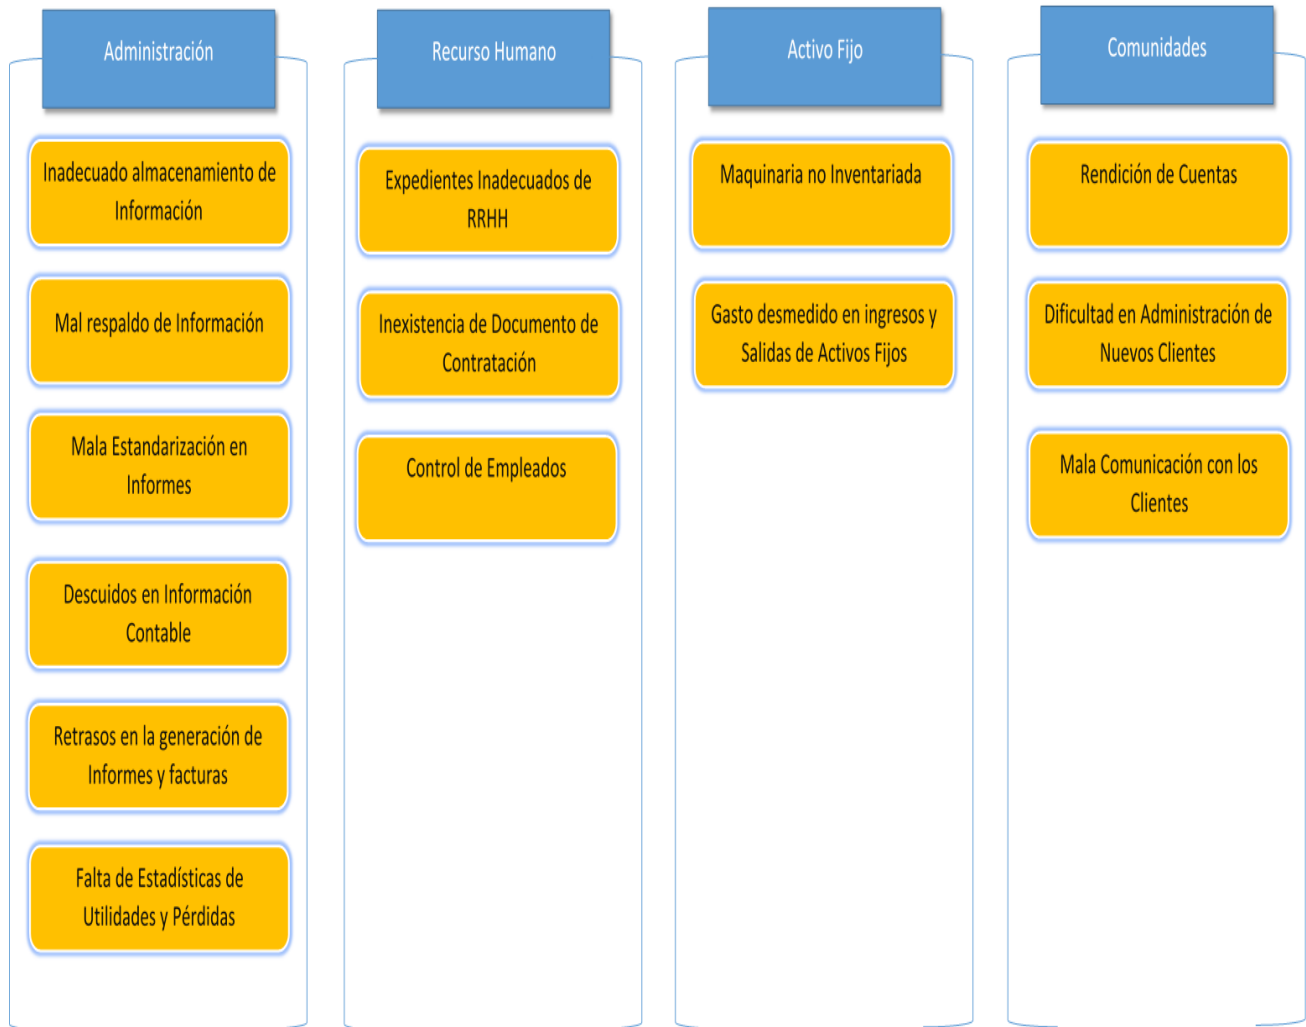 Administración
Inadecuado almacenamiento de
Información
Mal respaldo de Información
Mala Estandarización en
Informes
Descuidos en Información
Contable
Retrasos en la generación de
Informes y facturas
Falta de Estadísticas de
Utilidades y Pérdidas
Recurso Humano
Expedientes Inadecuados de
RRHH
Inexistencia de Documento de
Contratación
Control de Empleados
Activo Fijo
Maquinaria no Inventariada
Gasto desmedido en ingresos y
Salidas de Activos Fijos
Comunidades
Rendición de Cuentas
Dificultad en Administración de
Nuevos Clientes
Mala Comunicación con los
Clientes